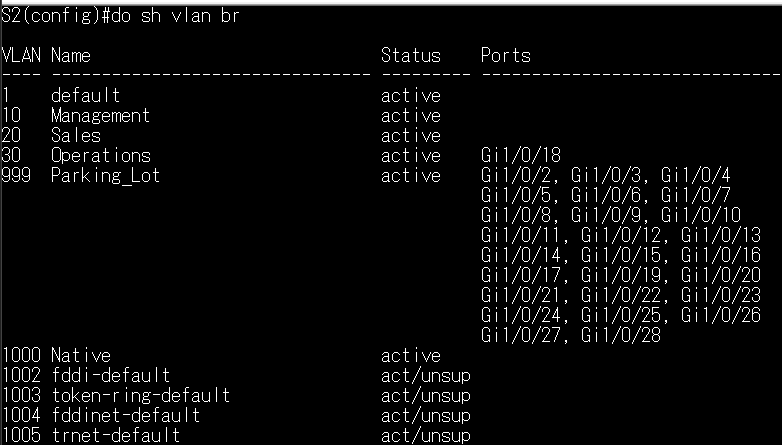 S2(config)#do sh vlan br
VLAN Name                             Status    Ports
---- -------------------------------- --------- -------------------------------
1    default                          active
10   Management                       active
20   Sales                            active
30   Operations                       active    Gi1/0/18
999  Parking_Lot                      active    Gi1/0/2, Gi1/0/3, Gi1/0/4
                                                Gi1/0/5, Gi1/0/6, Gi1/0/7
                                                Gi1/0/8, Gi1/0/9, Gi1/0/10
                                                Gi1/0/11, Gi1/0/12, Gi1/0/13
                                                Gi1/0/14, Gi1/0/15, Gi1/0/16
                                                Gi1/0/17, Gi1/0/19, Gi1/0/20
                                                Gi1/0/21, Gi1/0/22, Gi1/0/23
                                                Gi1/0/24, Gi1/0/25, Gi1/0/26
                                                Gi1/0/27, Gi1/0/28
1000 Native                           active
1002 fddi-default                     act/unsup
1003 token-ring-default               act/unsup
1004 fddinet-default                  act/unsup
1005 trnet-default                    act/unsup